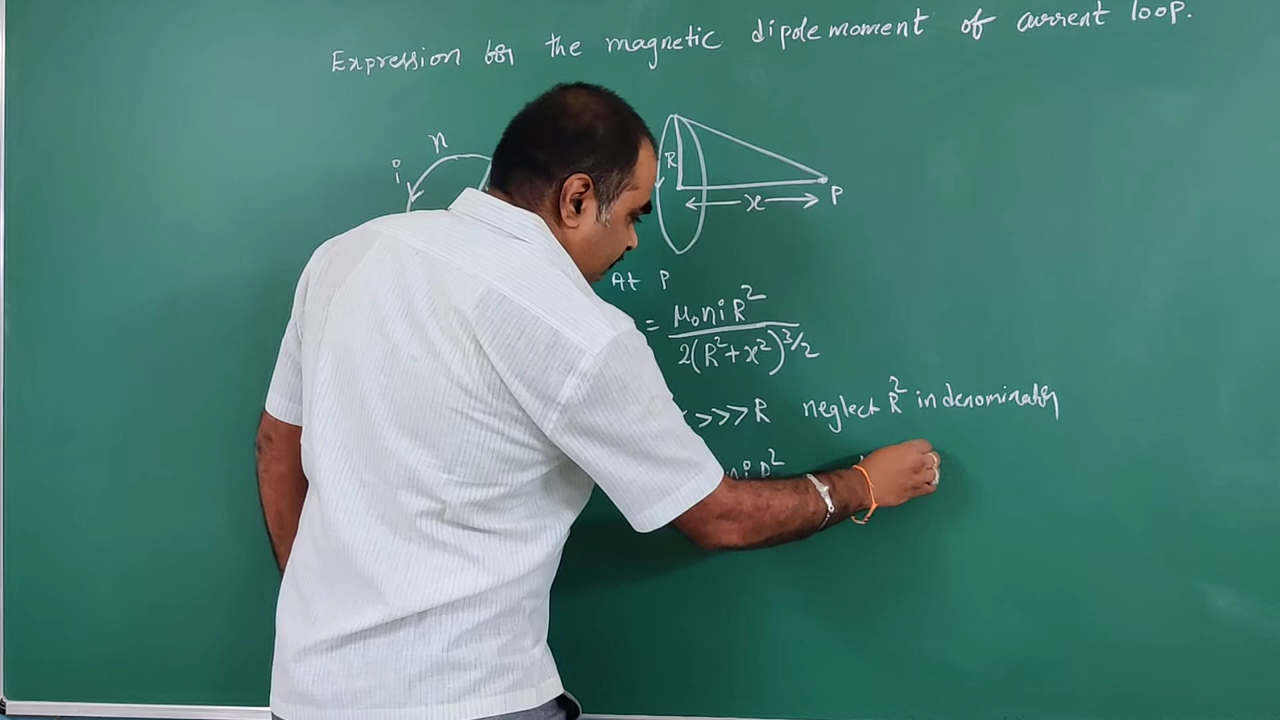 Expression for the magnetic dipole moment of current loop.
n
i
R
x
P
At P
= μ₀niR² / 2(R²+x²)^3/2
>>>R neglect R² in denominator
niR²